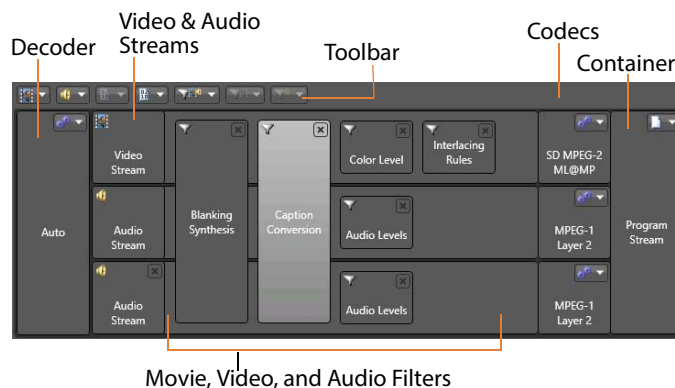 Video & Audio
Streams
Decoder
Toolbar
Codecs
Container
Auto
Video
Stream
Audio
Stream
Audio
Stream
Blanking
Synthesis
Caption
Conversion
Color Level
Interlacing
Rules
Audio Levels
Audio Levels
SD MPEG-2
ML@MP
MPEG-1
Layer 2
MPEG-1
Layer 2
Program
Stream
Movie, Video, and Audio Filters